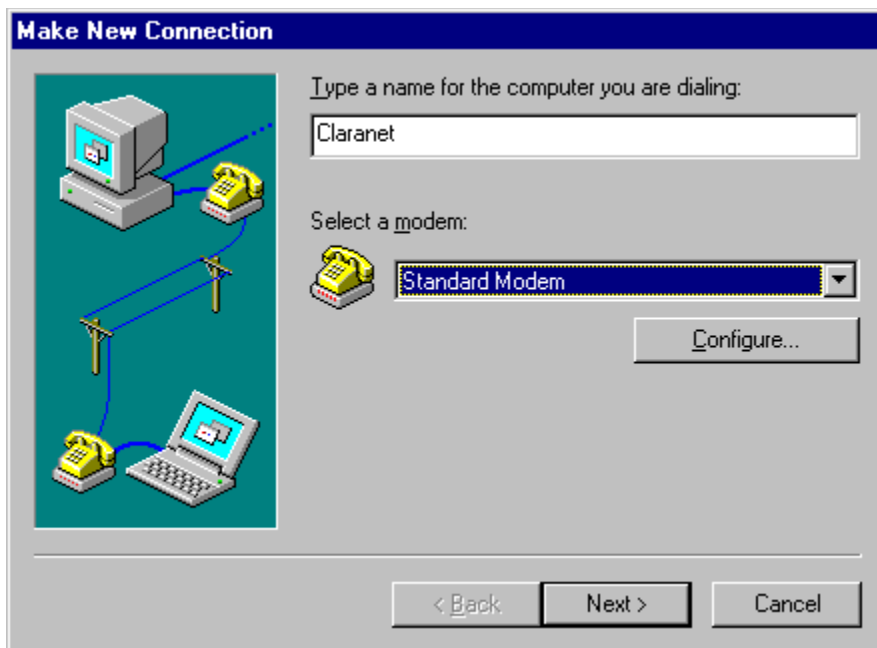 Make New Connection
Type a name for the computer you are dialing:
Claranet
Select a modem:
Standard Modem
Configure...
< Back
Next >
Cancel